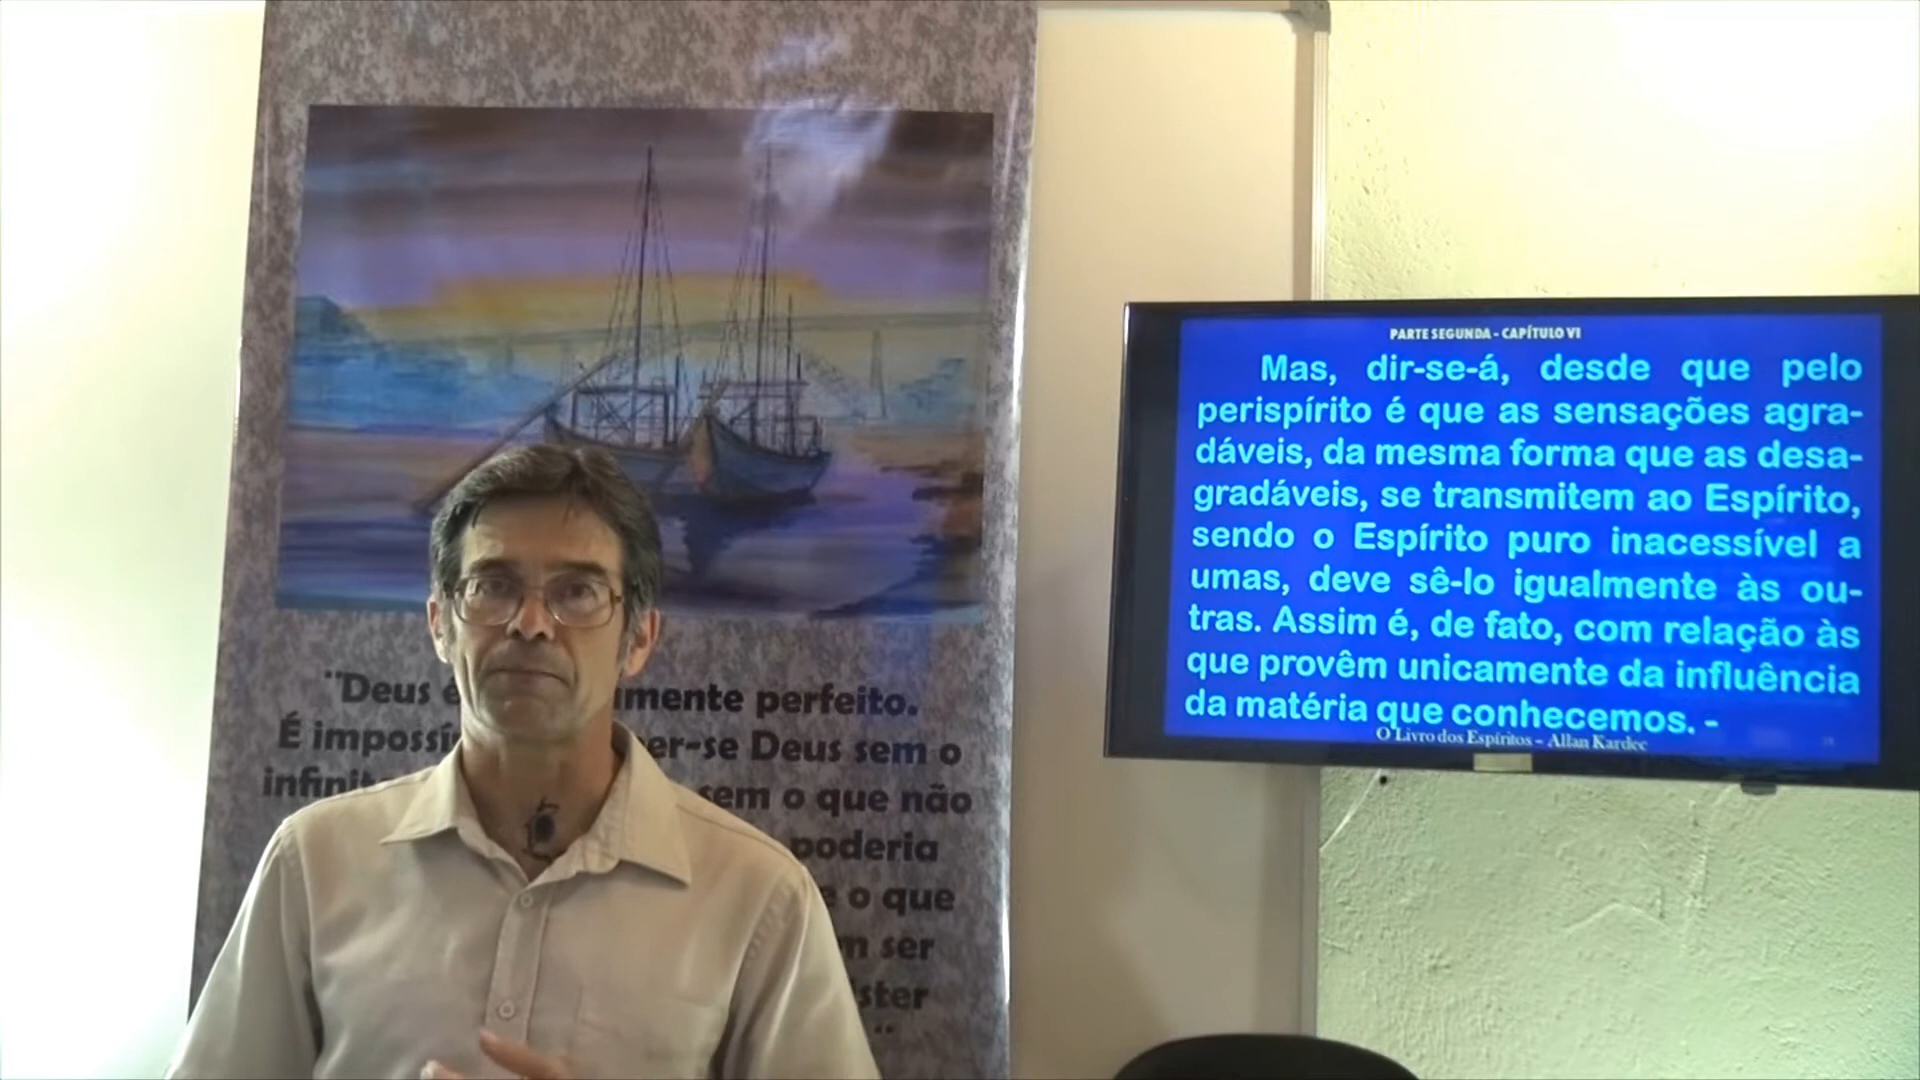 "Deus é amente perfeito.
É impossí er-se Deus sem o
infinit sem o que não
poderia
e o que
m ser
ster
"
PARTE SEGUNDA - CAPÍTULO VI
Mas, dir-se-á, desde que pelo
perispírito é que as sensações agra-
dáveis, da mesma forma que as desa-
gradáveis, se transmitem ao Espírito,
sendo o Espírito puro inacessível a
umas, deve sê-lo igualmente às ou-
tras. Assim é, de fato, com relação às
que provêm unicamente da influência
da matéria que conhecemos. -
O Livro dos Espíritos - Allan Kardec